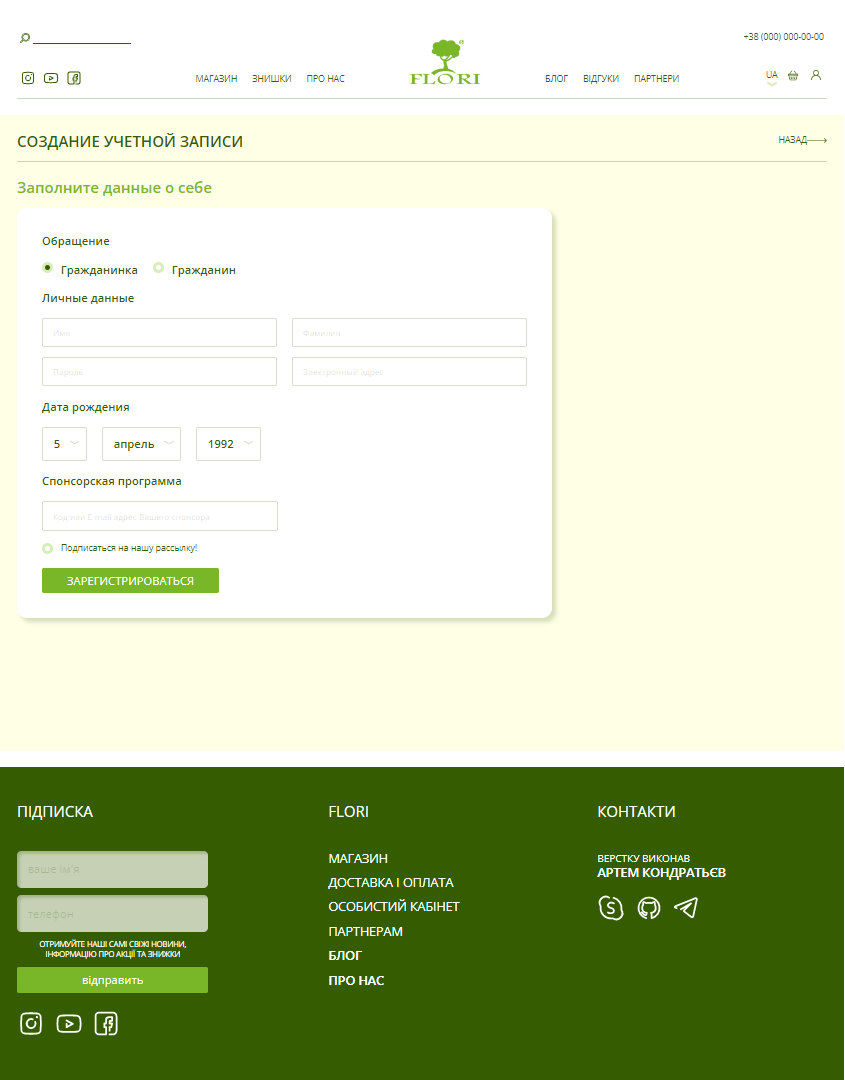 +38 (000) 000-00-00
МАГАЗИН ЗНИШКИ ПРО НАС
FLORI
БЛОГ ВІДГУКИ ПАРТНЕРИ
UA
СОЗДАНИЕ УЧЕТНОЙ ЗАПИСИ
НАЗАД
Заполните данные о себе
Обращение
Гражданинка Гражданин
Личные данные
Имя Фамилия
Пароль Электронный адрес
Дата рождения
5 апрель 1992
Спонсорская программа
Код или E-mail адрес Вашего спонсора
Подписаться на нашу рассылку!
ЗАРЕГИСТРИРОВАТЬСЯ
ПІДПИСКА
ваше ім'я
телефон
ОТРИМУЙТЕ НАШІ САМІ СВІЖІ НОВИНИ,
ІНФОРМАЦІЮ ПРО АКЦІЇ ТА ЗНИЖКИ
відправить
FLORI
МАГАЗИН
ДОСТАВКА І ОПЛАТА
ОСОБИСТИЙ КАБІНЕТ
ПАРТНЕРАМ
БЛОГ
ПРО НАС
КОНТАКТИ
ВЕРСТКУ ВИКОНАВ
АРТЕМ КОНДРАТЬЄВ